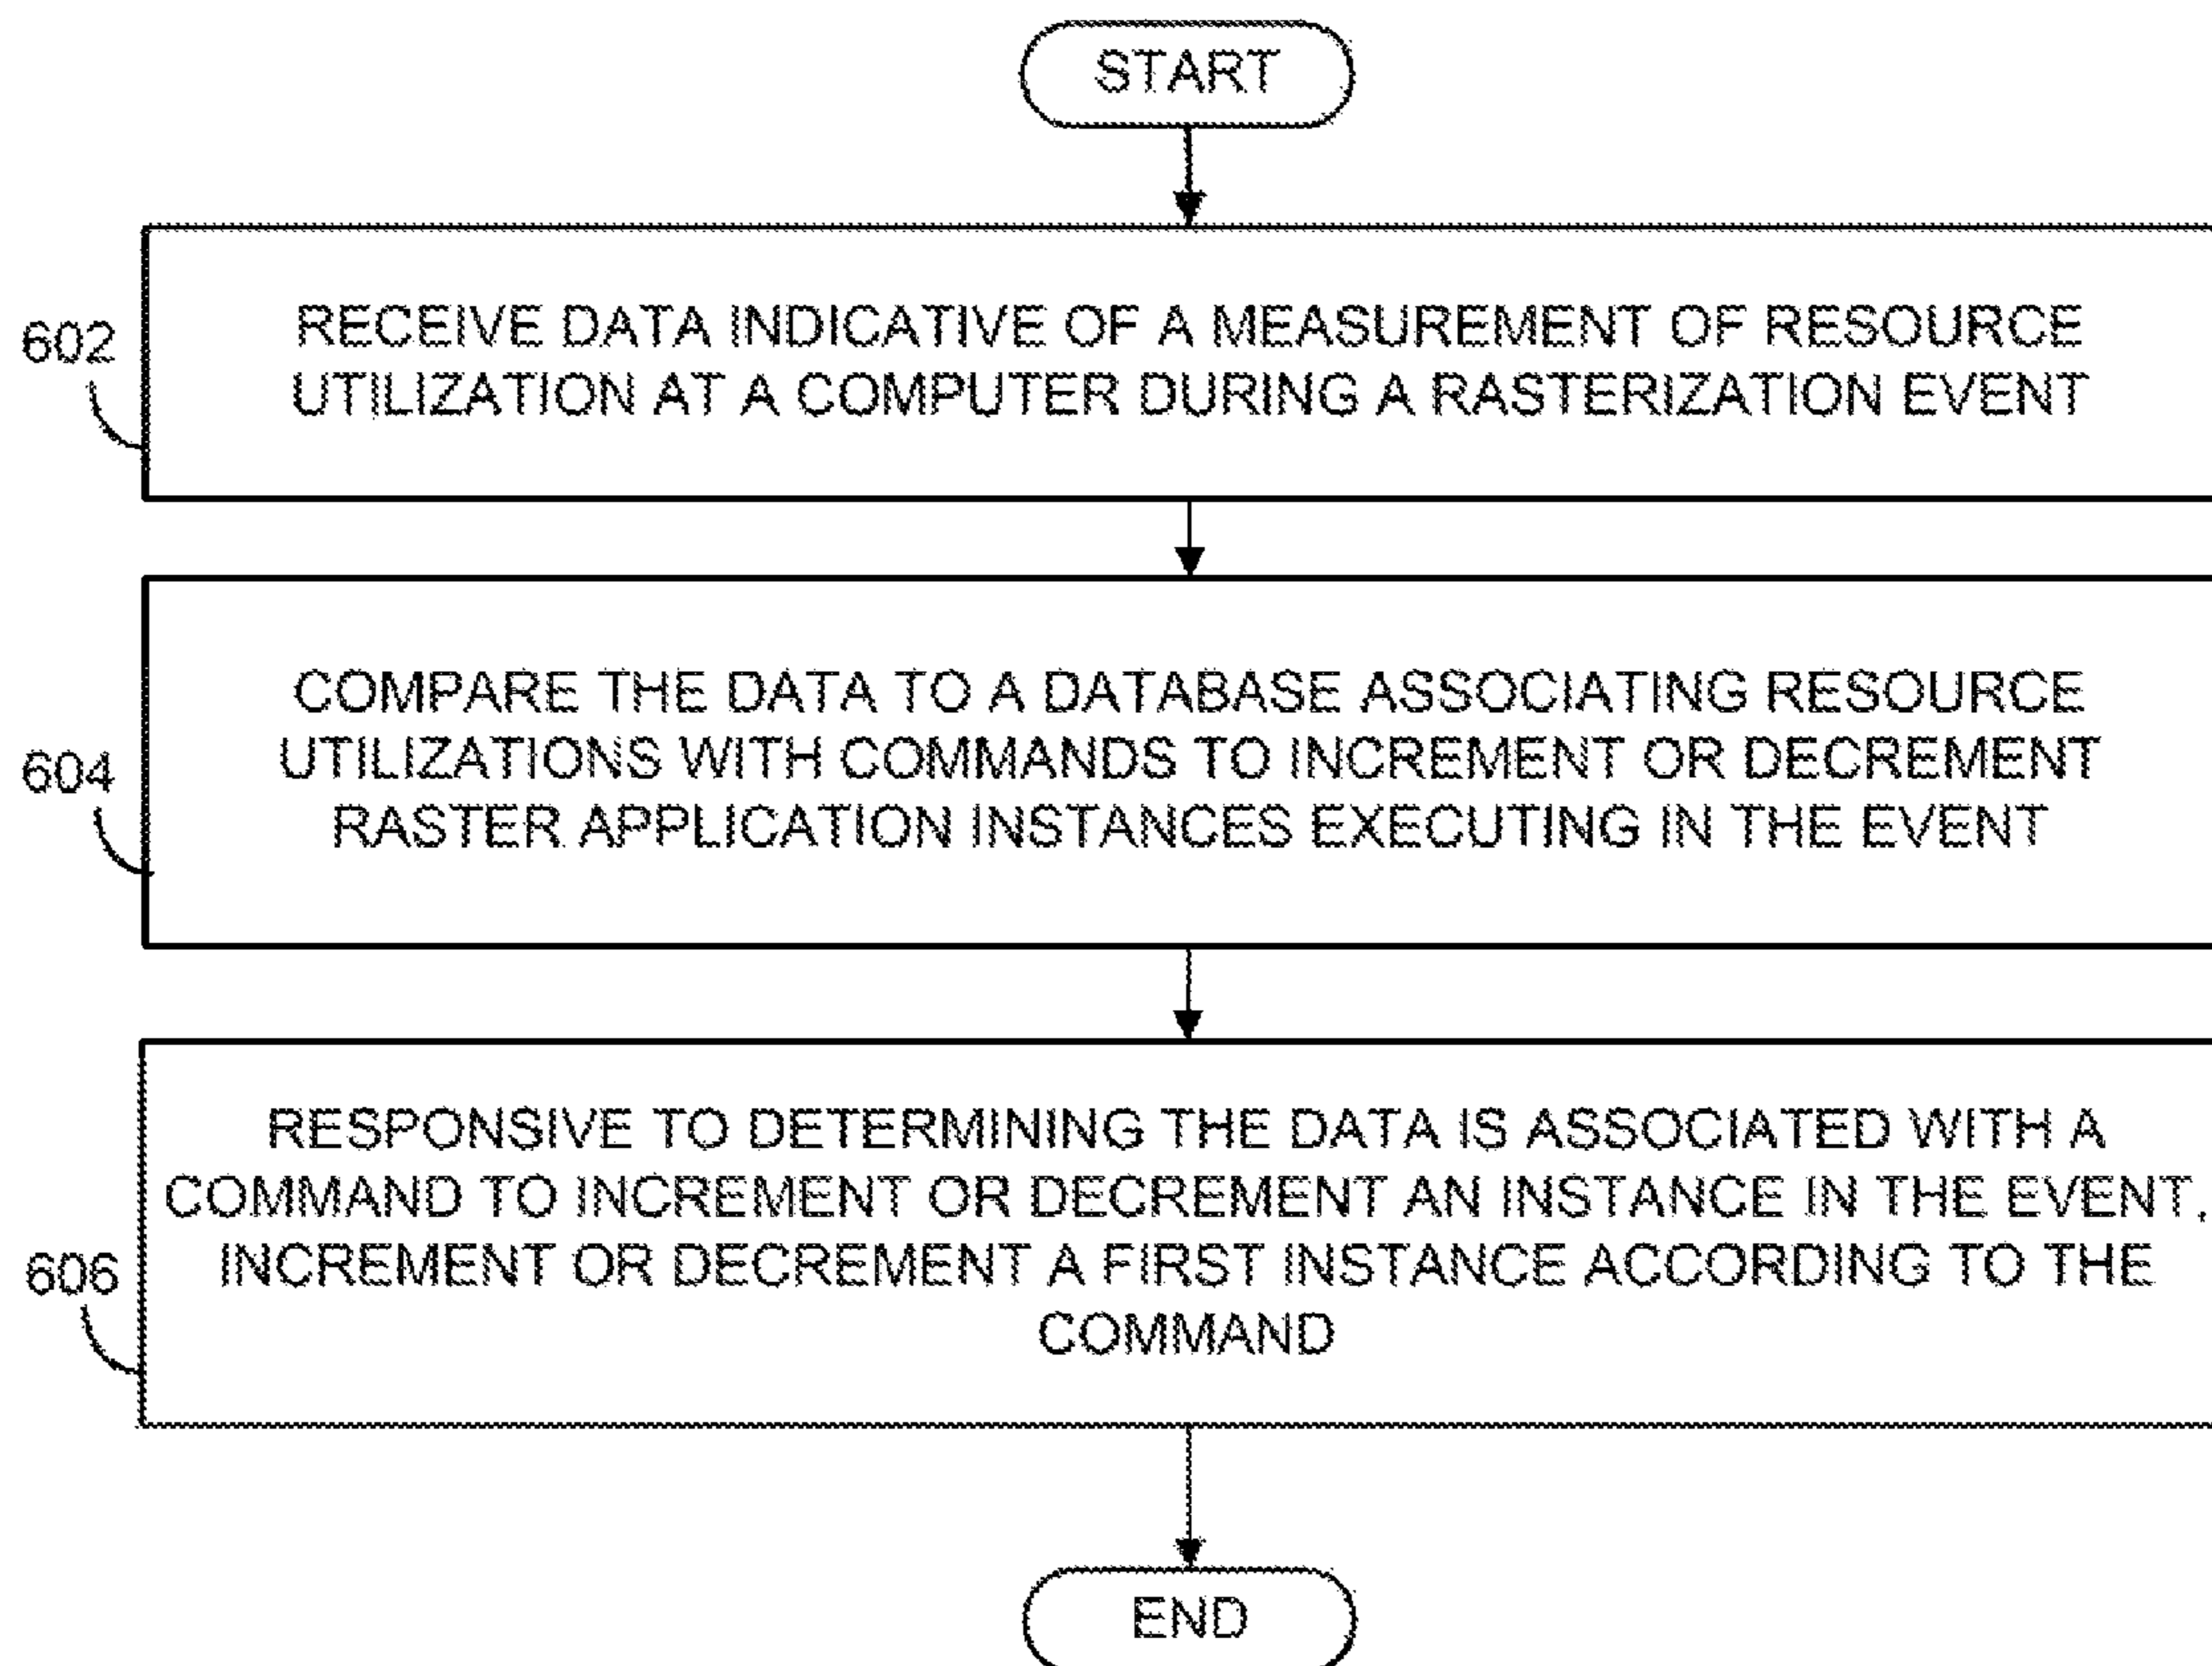 START
602
RECEIVE DATA INDICATIVE OF A MEASUREMENT OF RESOURCE
UTILIZATION AT A COMPUTER DURING A RASTERIZATION EVENT
604
COMPARE THE DATA TO A DATABASE ASSOCIATING RESOURCE
UTILIZATIONS WITH COMMANDS TO INCREMENT OR DECREMENT
RASTER APPLICATION INSTANCES EXECUTING IN THE EVENT
606
RESPONSIVE TO DETERMINING THE DATA IS ASSOCIATED WITH A
COMMAND TO INCREMENT OR DECREMENT AN INSTANCE IN THE EVENT,
INCREMENT OR DECREMENT A FIRST INSTANCE ACCORDING TO THE
COMMAND
END